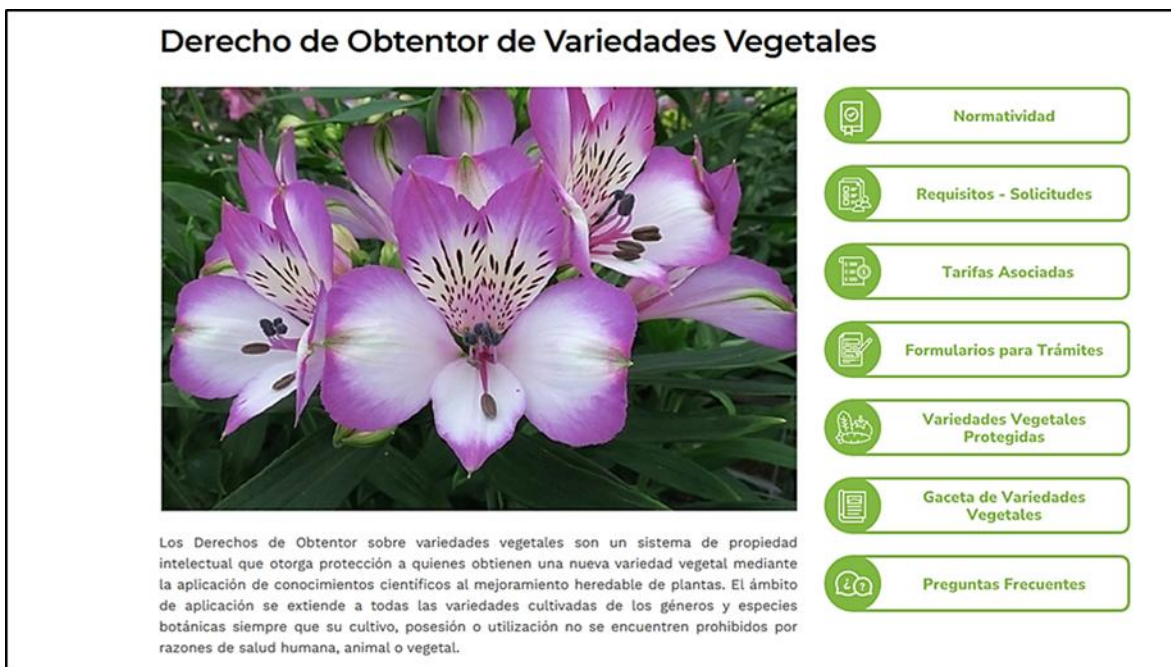 Derecho de Obtentor de Variedades Vegetales
Normatividad
Requisitos - Solicitudes
Tarifas Asociadas
Formularios para Trámites
Variedades Vegetales
Protegidas
Gaceta de Variedades
Vegetales
Preguntas Frecuentes
Los Derechos de Obtentor sobre variedades vegetales son un sistema de propiedad
intelectual que otorga protección a quienes obtienen una nueva variedad vegetal mediante
la aplicación de conocimientos científicos al mejoramiento heredable de plantas. El ámbito
de aplicación se extiende a todas las variedades cultivadas de los géneros y especies
botánicas siempre que su cultivo, posesión o utilización no se encuentren prohibidos por
razones de salud humana, animal o vegetal.